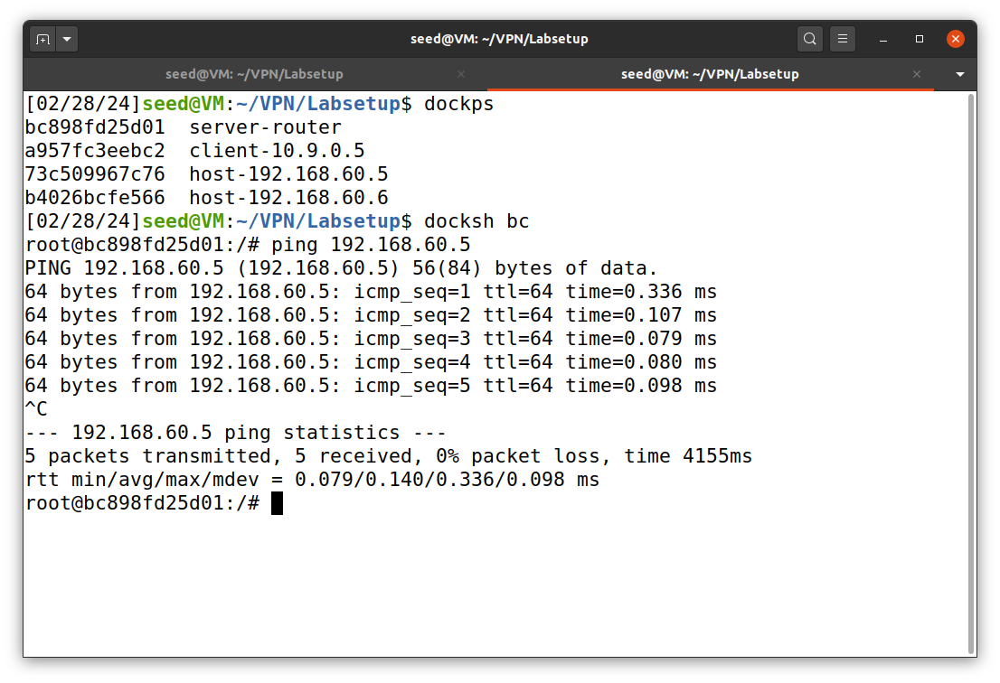 seed@VM: ~/VPN/Labsetup
seed@VM: ~/VPN/Labsetup
seed@VM: ~/VPN/Labsetup
[02/28/24]seed@VM:~/VPN/Labsetup$ dockps
bc898fd25d01  server-router
a957fc3eebc2  client-10.9.0.5
73c509967c76  host-192.168.60.5
b4026bcfe566  host-192.168.60.6
[02/28/24]seed@VM:~/VPN/Labsetup$ docksh bc
root@bc898fd25d01:/# ping 192.168.60.5
PING 192.168.60.5 (192.168.60.5) 56(84) bytes of data.
64 bytes from 192.168.60.5: icmp_seq=1 ttl=64 time=0.336 ms
64 bytes from 192.168.60.5: icmp_seq=2 ttl=64 time=0.107 ms
64 bytes from 192.168.60.5: icmp_seq=3 ttl=64 time=0.079 ms
64 bytes from 192.168.60.5: icmp_seq=4 ttl=64 time=0.080 ms
64 bytes from 192.168.60.5: icmp_seq=5 ttl=64 time=0.098 ms
^C
--- 192.168.60.5 ping statistics ---
5 packets transmitted, 5 received, 0% packet loss, time 4155ms
rtt min/avg/max/mdev = 0.079/0.140/0.336/0.098 ms
root@bc898fd25d01:/#